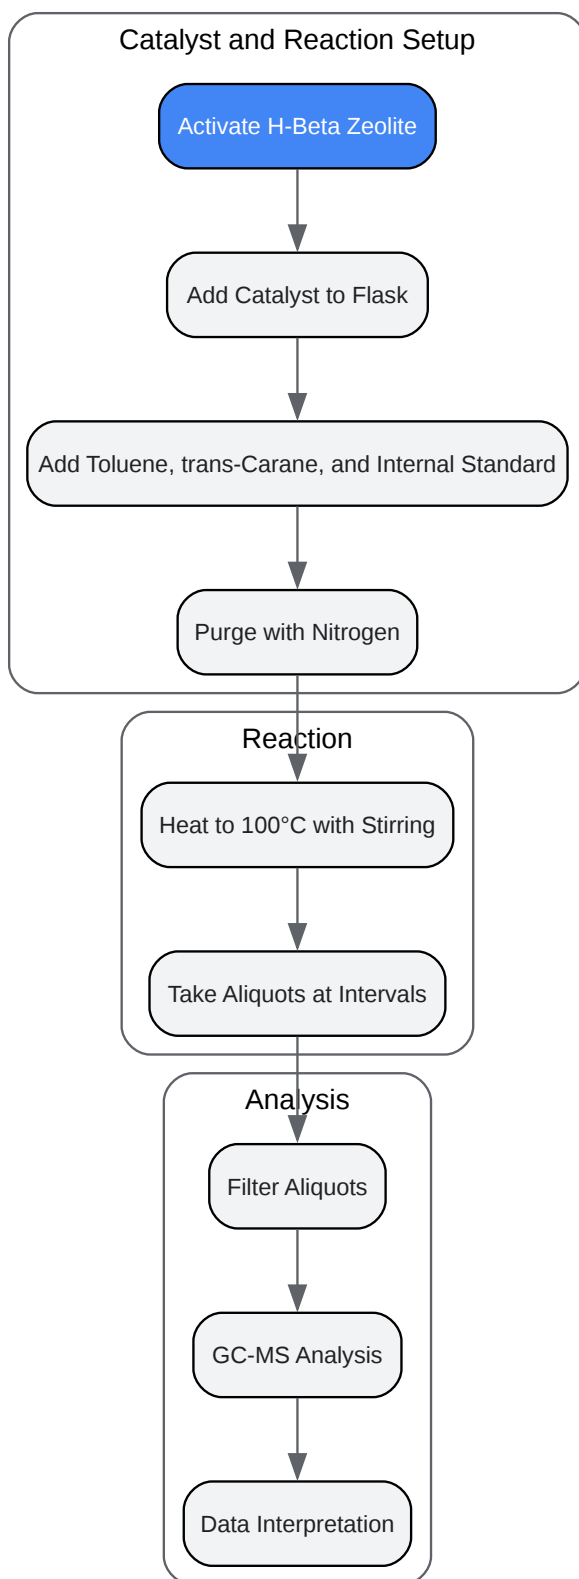 Catalyst and Reaction Setup
Activate H-Beta Zeolite
Add Catalyst to Flask
Add Toluene, trans-Carane, and Internal Standard
Purge with Nitrogen
Reaction
Heat to 100°C with Stirring
Take Aliquots at Intervals
Analysis
Filter Aliquots
GC-MS Analysis
Data Interpretation